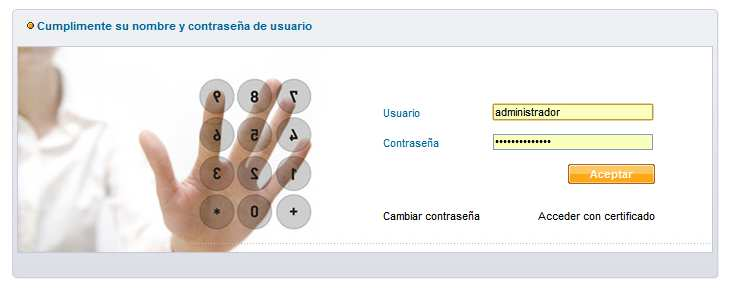 Cumplimente su nombre y contraseña de usuario
9 8 7
6 5 4
3 2 1
* 0 +
Usuario administrador
Contraseña ••••••••••••••
Aceptar
Cambiar contraseña Acceder con certificado